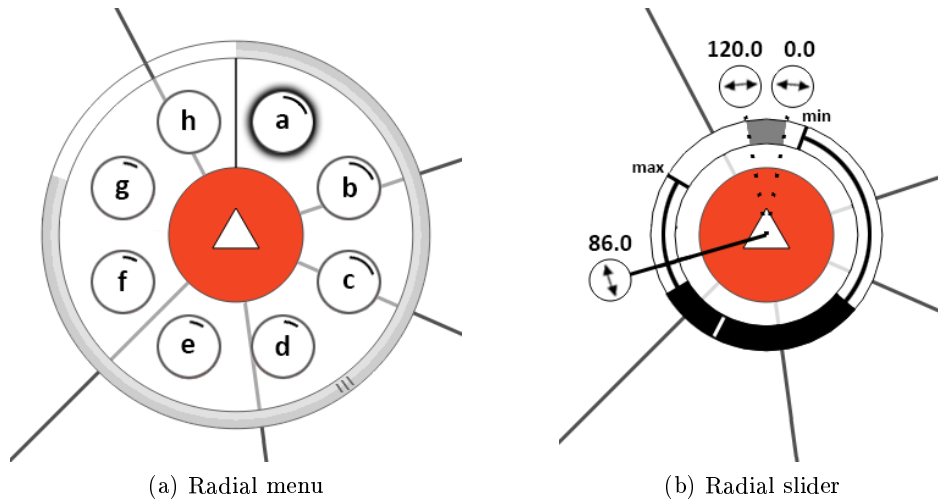 120.0 0.0
min
max
86.0
h a
g b
f c
e d
(a) Radial menu
(b) Radial slider